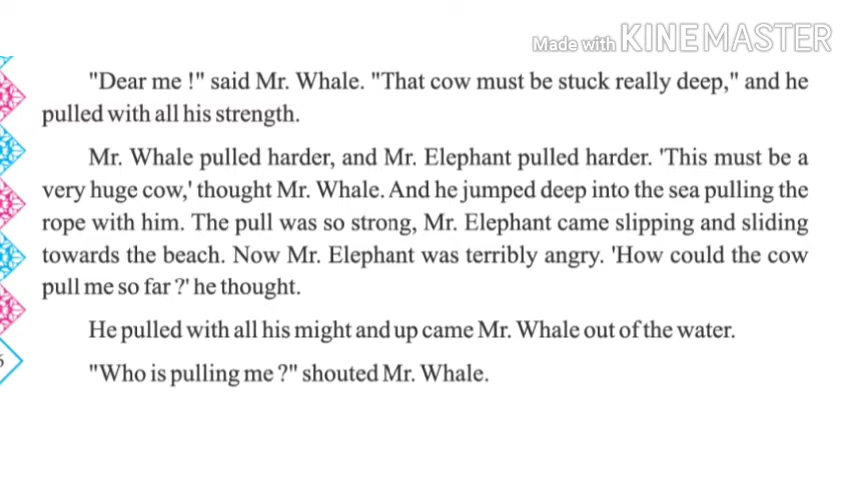 Made with KINEMASTER
"Dear me !" said Mr. Whale. "That cow must be stuck really deep," and he
pulled with all his strength.
Mr. Whale pulled harder, and Mr. Elephant pulled harder. 'This must be a
very huge cow,' thought Mr. Whale. And he jumped deep into the sea pulling the
rope with him. The pull was so strong, Mr. Elephant came slipping and sliding
towards the beach. Now Mr. Elephant was terribly angry. 'How could the cow
pull me so far ?' he thought.
He pulled with all his might and up came Mr. Whale out of the water.
"Who is pulling me ?" shouted Mr. Whale.